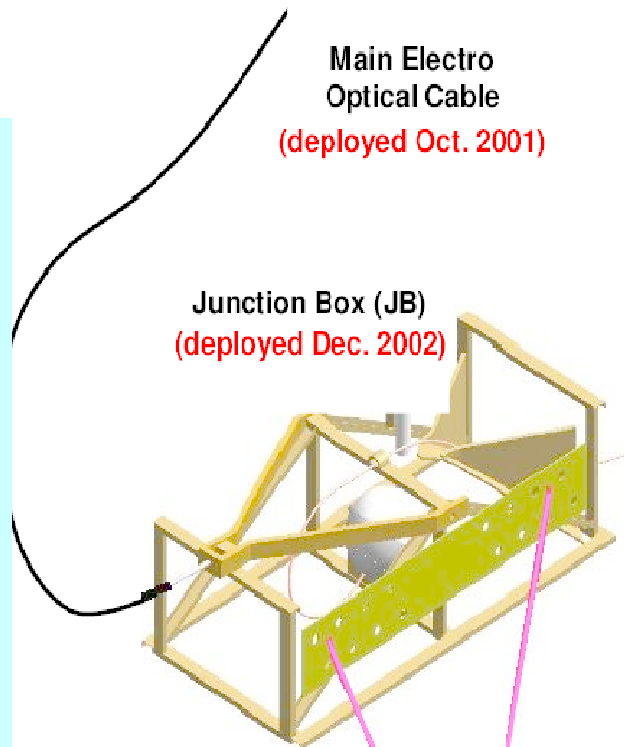 Main Electro
Optical Cable
(deployed Oct. 2001)
Junction Box (JB)
(deployed Dec. 2002)